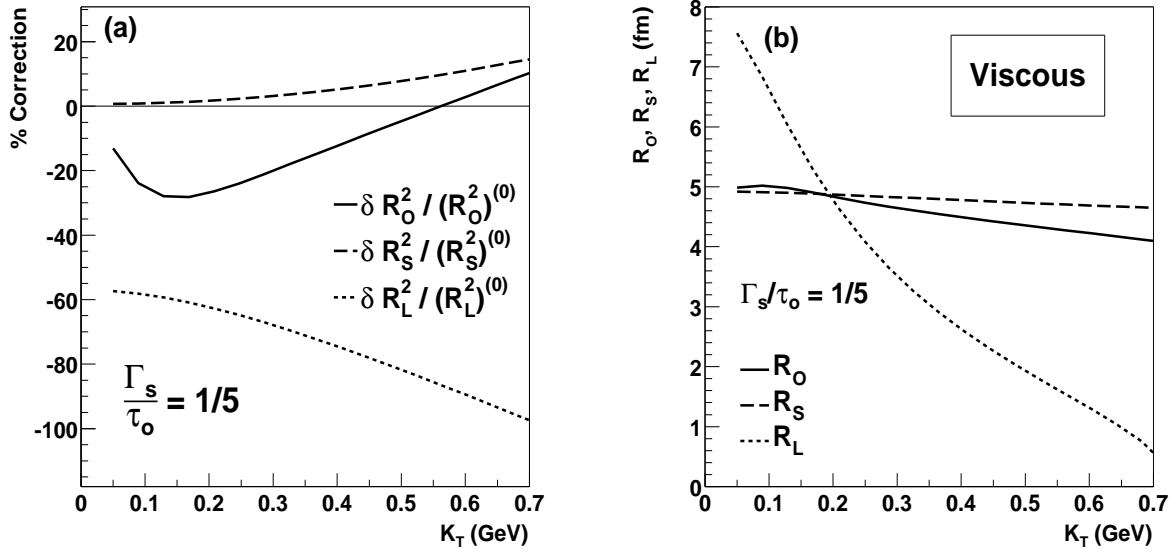 (a)
% Correction
20
0
-20
-40
-60
-80
-100
δ R_O^2 / (R_O^2)^(0)
δ R_S^2 / (R_S^2)^(0)
δ R_L^2 / (R_L^2)^(0)
Γ_s
τ_o
= 1/5
0 0.1 0.2 0.3 0.4 0.5 0.6 0.7
K_T (GeV)
(b)
R_O, R_S, R_L (fm)
Viscous
8
7
6
5
4
3
2
1
0
Γ_s/τ_o = 1/5
R_O
R_S
R_L
0 0.1 0.2 0.3 0.4 0.5 0.6 0.7
K_T (GeV)